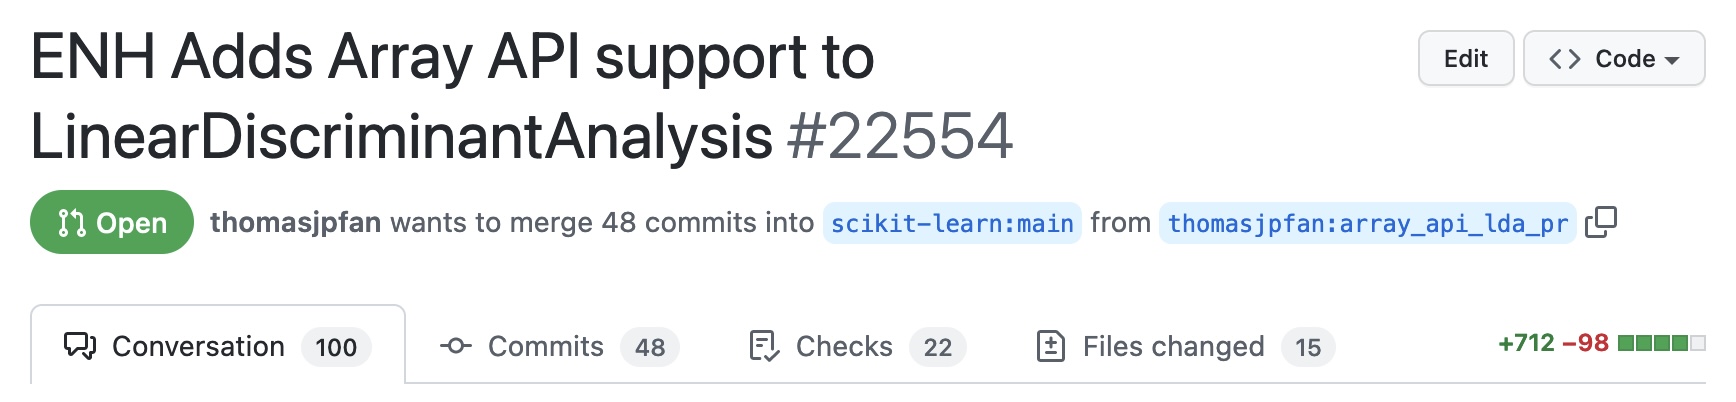 ENH Adds Array API support to
LinearDiscriminantAnalysis #22554
Edit
<> Code
Open
thomasjpfan wants to merge 48 commits into scikit-learn:main from thomasjpfan:array_api_lda_pr
Conversation 100
Commits 48
Checks 22
Files changed 15
+712 −98